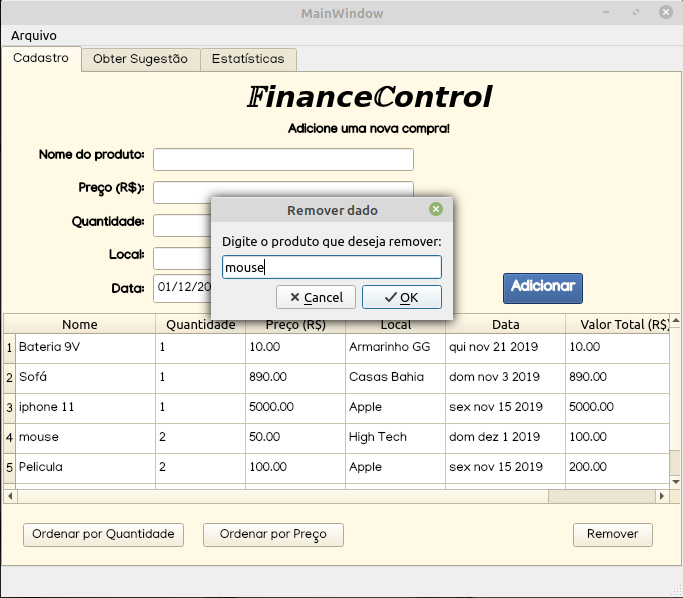 MainWindow
Arquivo
Cadastro Obter Sugestão Estatísticas
𝔽inanceℂontrol
Adicione uma nova compra!
Nome do produto:
Preço (R$):
Quantidade:
Local:
Data: 01/12/20
Adicionar
Remover dado
Digite o produto que deseja remover:
mouse
Cancel OK
Nome Quantidade Preço (R$) Local Data Valor Total (R$)
1 Bateria 9V 1 10.00 Armarinho GG qui nov 21 2019 10.00
2 Sofá 1 890.00 Casas Bahia dom nov 3 2019 890.00
3 iphone 11 1 5000.00 Apple sex nov 15 2019 5000.00
4 mouse 2 50.00 High Tech dom dez 1 2019 100.00
5 Pelicula 2 100.00 Apple sex nov 15 2019 200.00
Ordenar por Quantidade Ordenar por Preço Remover